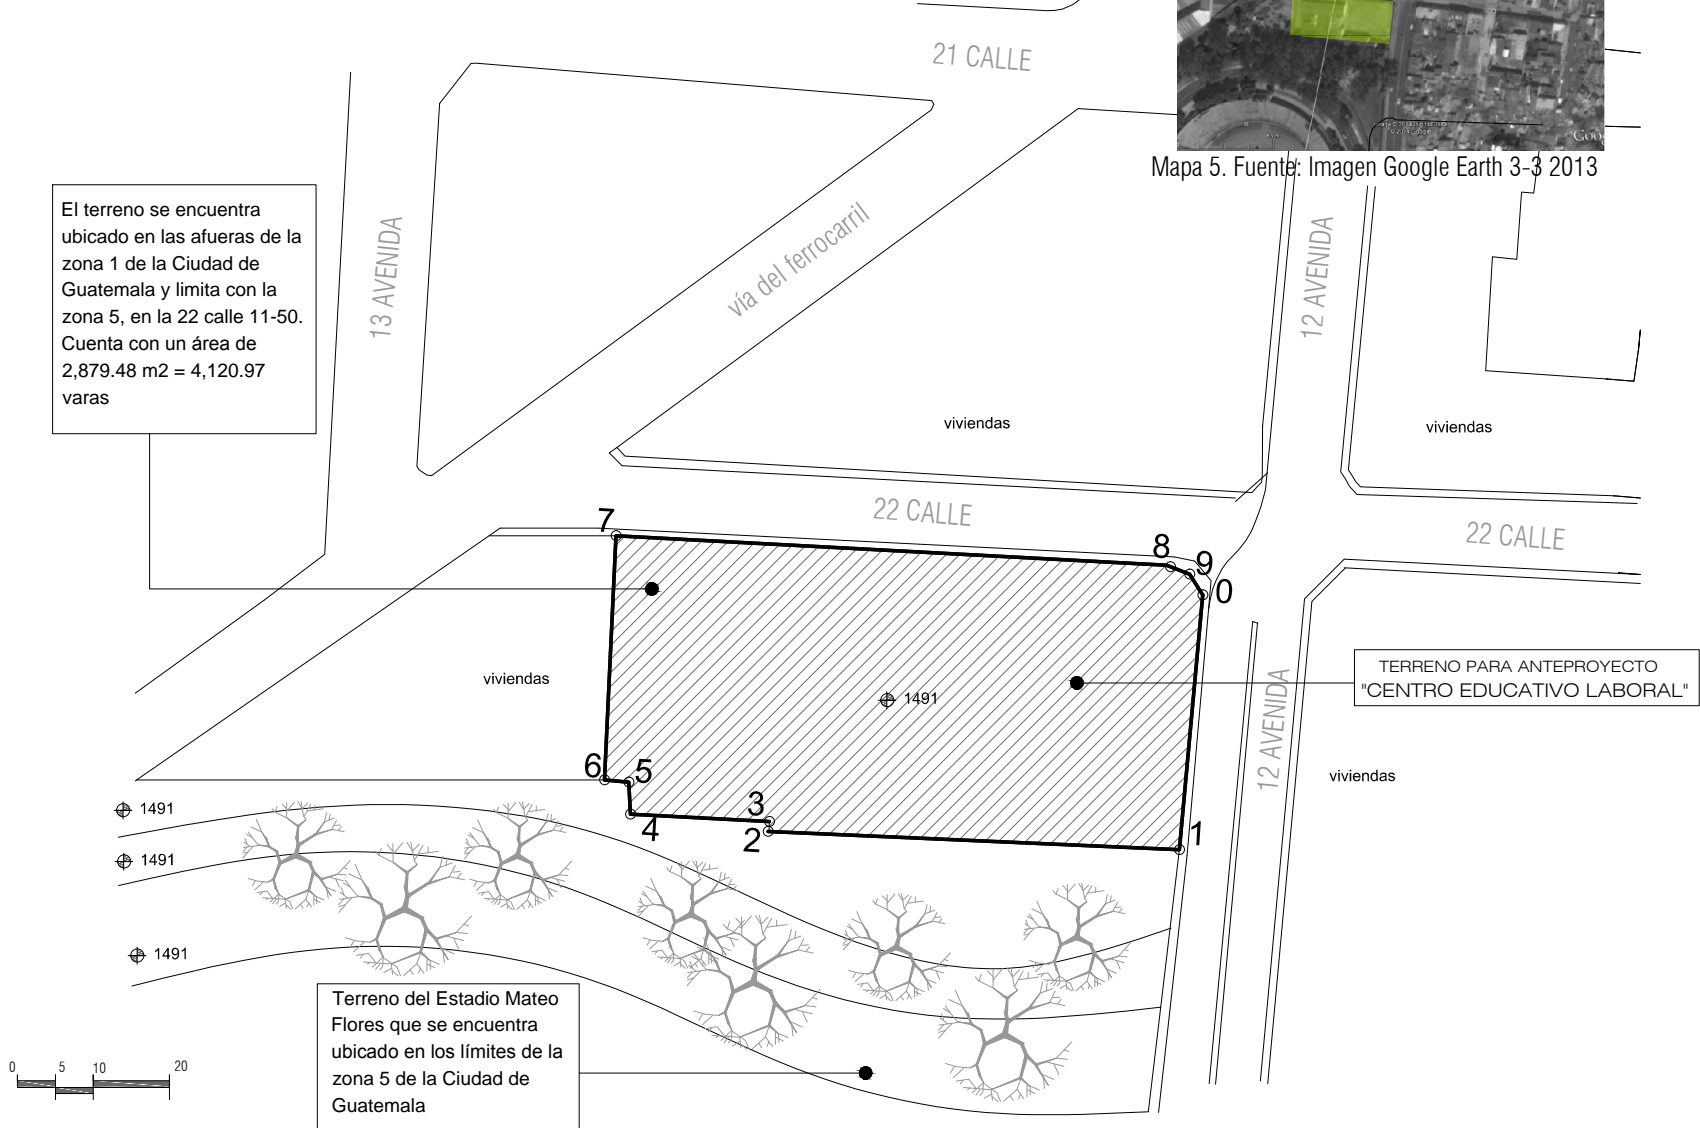 21 CALLE
Mapa 5. Fuente: Imagen Google Earth 3-3 2013
El terreno se encuentra
ubicado en las afueras de la
zona 1 de la Ciudad de
Guatemala y limita con la
zona 5, en la 22 calle 11-50.
Cuenta con un área de
2,879.48 m2 = 4,120.97
varas
13 AVENIDA
vía del ferrocarril
12 AVENIDA
viviendas
viviendas
22 CALLE
22 CALLE
7
8
9
0
viviendas
1491
TERRENO PARA ANTEPROYECTO
"CENTRO EDUCATIVO LABORAL"
12 AVENIDA
viviendas
6
5
4
3
2
1
1491
1491
1491
Terreno del Estadio Mateo
Flores que se encuentra
ubicado en los límites de la
zona 5 de la Ciudad de
Guatemala
0 5 10 20